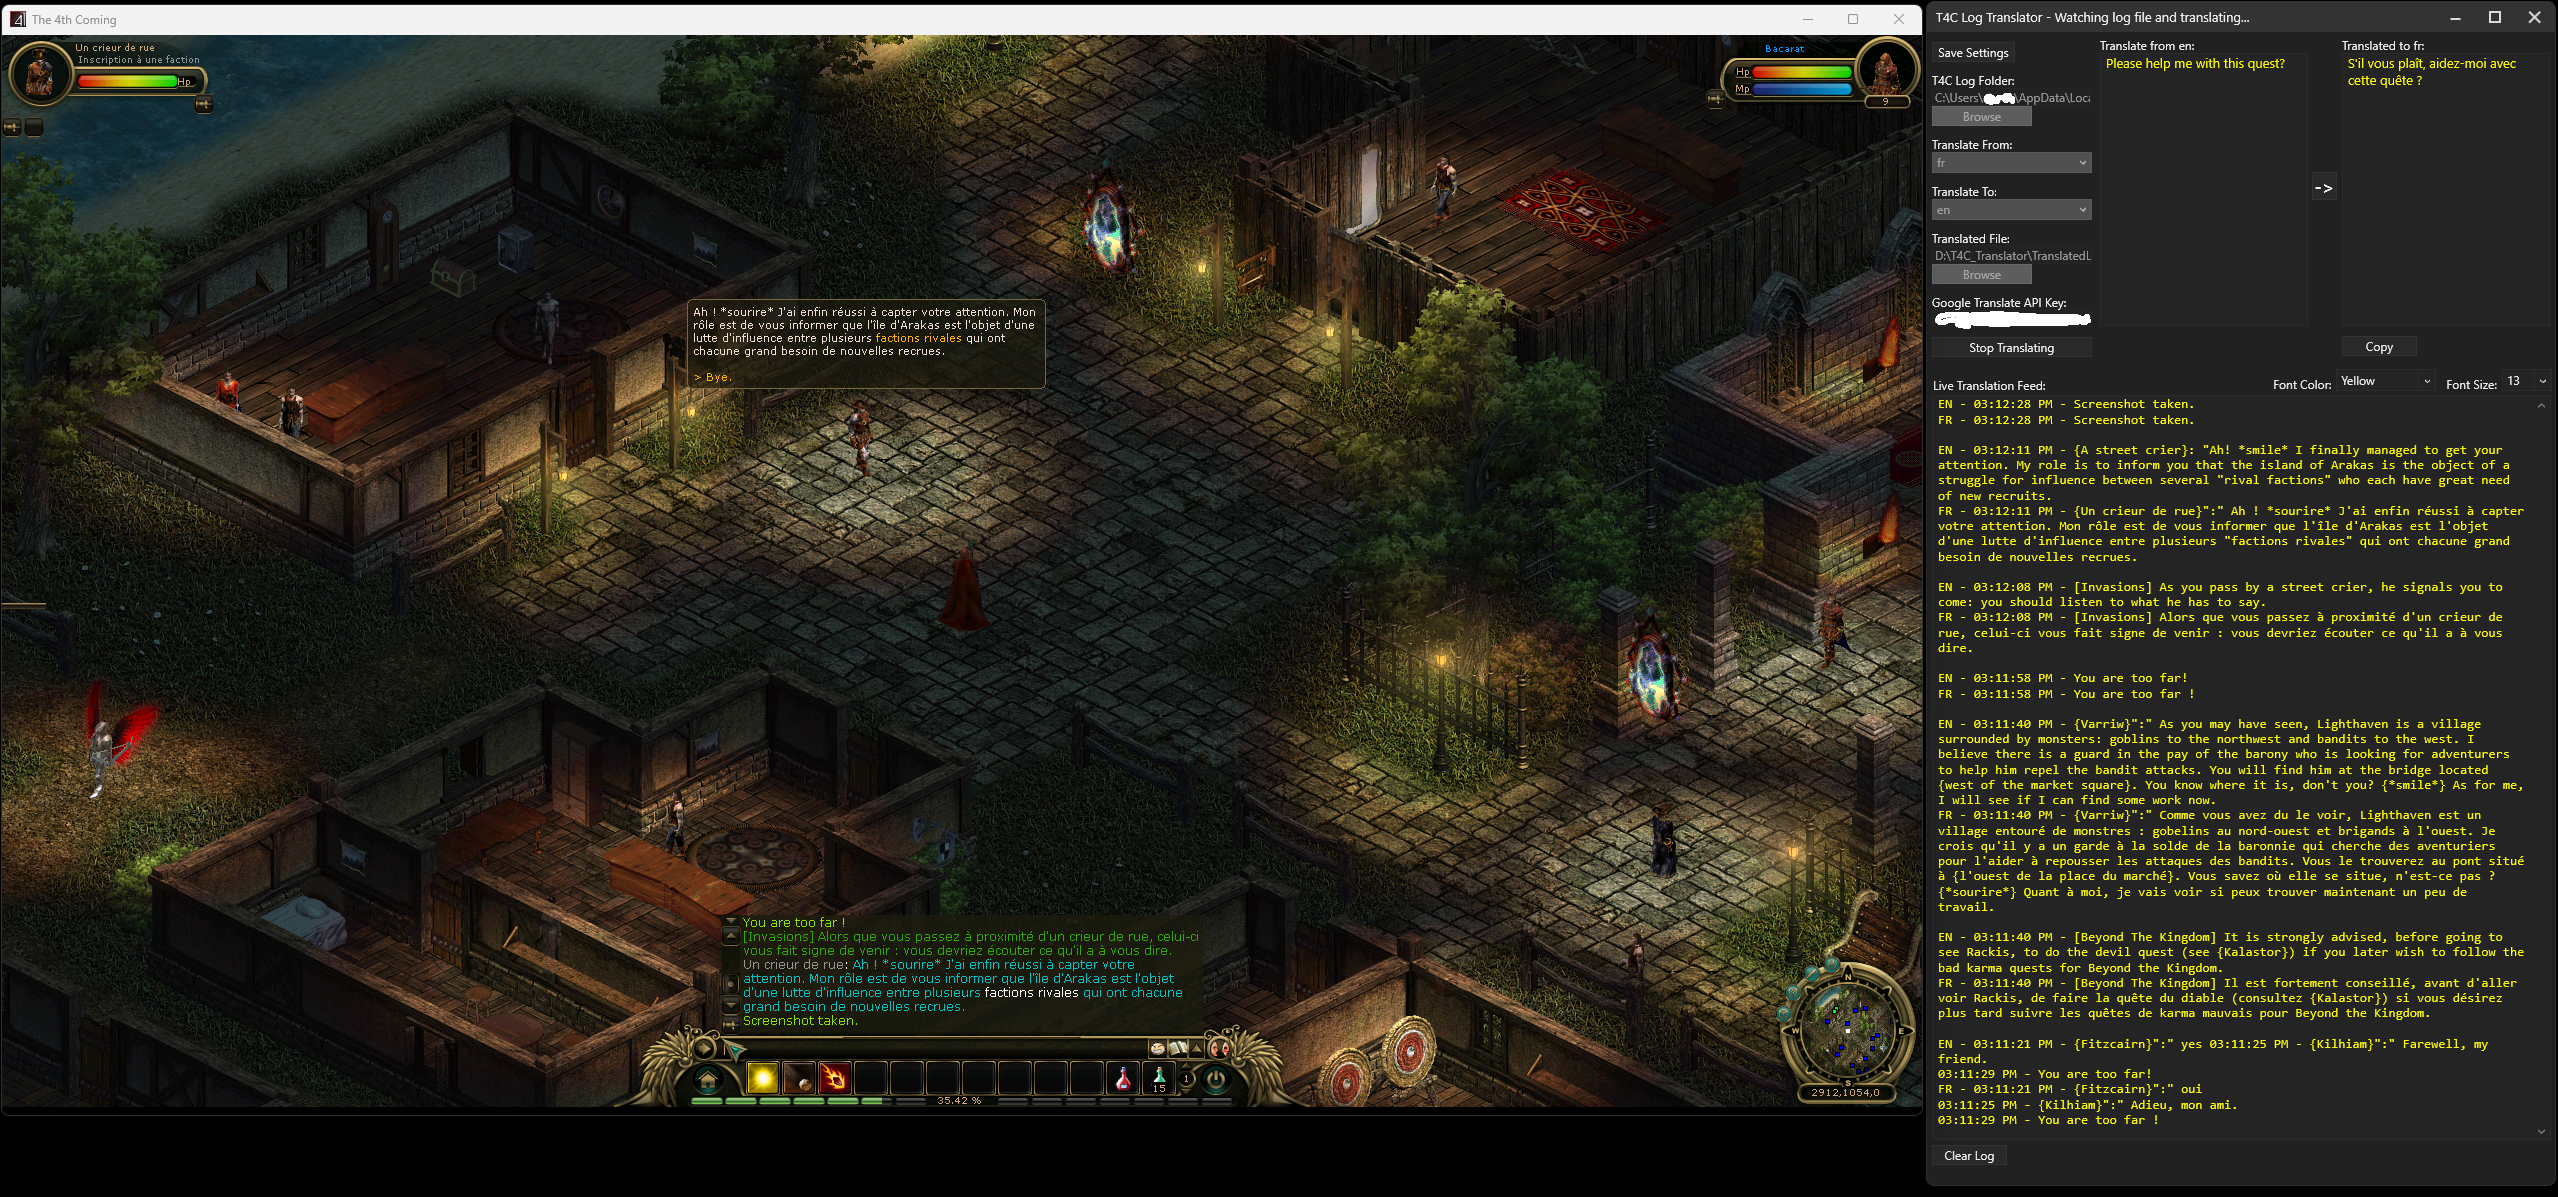 The 4th Coming
Un crieur de rue
Inscription à une faction
Hp
Bacarat
Hp
Mp
9
Ah ! *sourire* J'ai enfin réussi à capter votre attention. Mon
rôle est de vous informer que l'île d'Arakas est l'objet d'une
lutte d'influence entre plusieurs factions rivales qui ont
chacune grand besoin de nouvelles recrues.
> Bye.
You are too far !
[Invasions] Alors que vous passez à proximité d'un crieur de rue, celui-ci
vous fait signe de venir : vous devriez écouter ce qu'il a à vous dire.
Un crieur de rue: Ah ! *sourire* J'ai enfin réussi à capter votre
attention. Mon rôle est de vous informer que l'île d'Arakas est l'objet
d'une lutte d'influence entre plusieurs factions rivales qui ont chacune
grand besoin de nouvelles recrues.
Screenshot taken.
15
1
35.42 %
N
W
E
S
2912,1054,0
T4C Log Translator - Watching log file and translating...
Save Settings
T4C Log Folder:
C:\Users\ \AppData\Loca
Browse
Translate From:
fr
Translate To:
en
Translated File:
D:\T4C_Translator\TranslatedL
Browse
Google Translate API Key:
Stop Translating
Translate from en:
Please help me with this quest?
->
Translated to fr:
S'il vous plaît, aidez-moi avec
cette quête ?
Copy
Live Translation Feed:
Font Color:
Yellow
Font Size:
13
EN - 03:12:28 PM - Screenshot taken.
FR - 03:12:28 PM - Screenshot taken.
EN - 03:12:11 PM - {A street crier}: "Ah! *smile* I finally managed to get your
attention. My role is to inform you that the island of Arakas is the object of a
struggle for influence between several "rival factions" who each have great need
of new recruits.
FR - 03:12:11 PM - {Un crieur de rue}":" Ah ! *sourire* J'ai enfin réussi à capter
votre attention. Mon rôle est de vous informer que l'île d'Arakas est l'objet
d'une lutte d'influence entre plusieurs "factions rivales" qui ont chacune grand
besoin de nouvelles recrues.
EN - 03:12:08 PM - [Invasions] As you pass by a street crier, he signals you to
come: you should listen to what he has to say.
FR - 03:12:08 PM - [Invasions] Alors que vous passez à proximité d'un crieur de
rue, celui-ci vous fait signe de venir : vous devriez écouter ce qu'il a à vous
dire.
EN - 03:11:58 PM - You are too far!
FR - 03:11:58 PM - You are too far !
EN - 03:11:40 PM - {Varriw}":" As you may have seen, Lighthaven is a village
surrounded by monsters: goblins to the northwest and bandits to the west. I
believe there is a guard in the pay of the barony who is looking for adventurers
to help him repel the bandit attacks. You will find him at the bridge located
{west of the market square}. You know where it is, don't you? {*smile*} As for me,
I will see if I can find some work now.
FR - 03:11:40 PM - {Varriw}":" Comme vous avez du le voir, Lighthaven est un
village entouré de monstres : gobelins au nord-ouest et brigands à l'ouest. Je
crois qu'il y a un garde à la solde de la baronnie qui cherche des aventuriers
pour l'aider à repousser les attaques des bandits. Vous le trouverez au pont situé
à {l'ouest de la place du marché}. Vous savez où elle se situe, n'est-ce pas ?
{*sourire*} Quant à moi, je vais voir si peux trouver maintenant un peu de
travail.
EN - 03:11:40 PM - [Beyond The Kingdom] It is strongly advised, before going to
see Rackis, to do the devil quest (see {Kalastor}) if you later wish to follow the
bad karma quests for Beyond the Kingdom.
FR - 03:11:40 PM - [Beyond The Kingdom] Il est fortement conseillé, avant d'aller
voir Rackis, de faire la quête du diable (consultez {Kalastor}) si vous désirez
plus tard suivre les quêtes de karma mauvais pour Beyond the Kingdom.
EN - 03:11:21 PM - {Fitzcairn}":" yes 03:11:25 PM - {Kilhiam}":" Farewell, my
friend.
03:11:29 PM - You are too far!
FR - 03:11:21 PM - {Fitzcairn}":" oui
03:11:25 PM - {Kilhiam}":" Adieu, mon ami.
03:11:29 PM - You are too far !
Clear Log